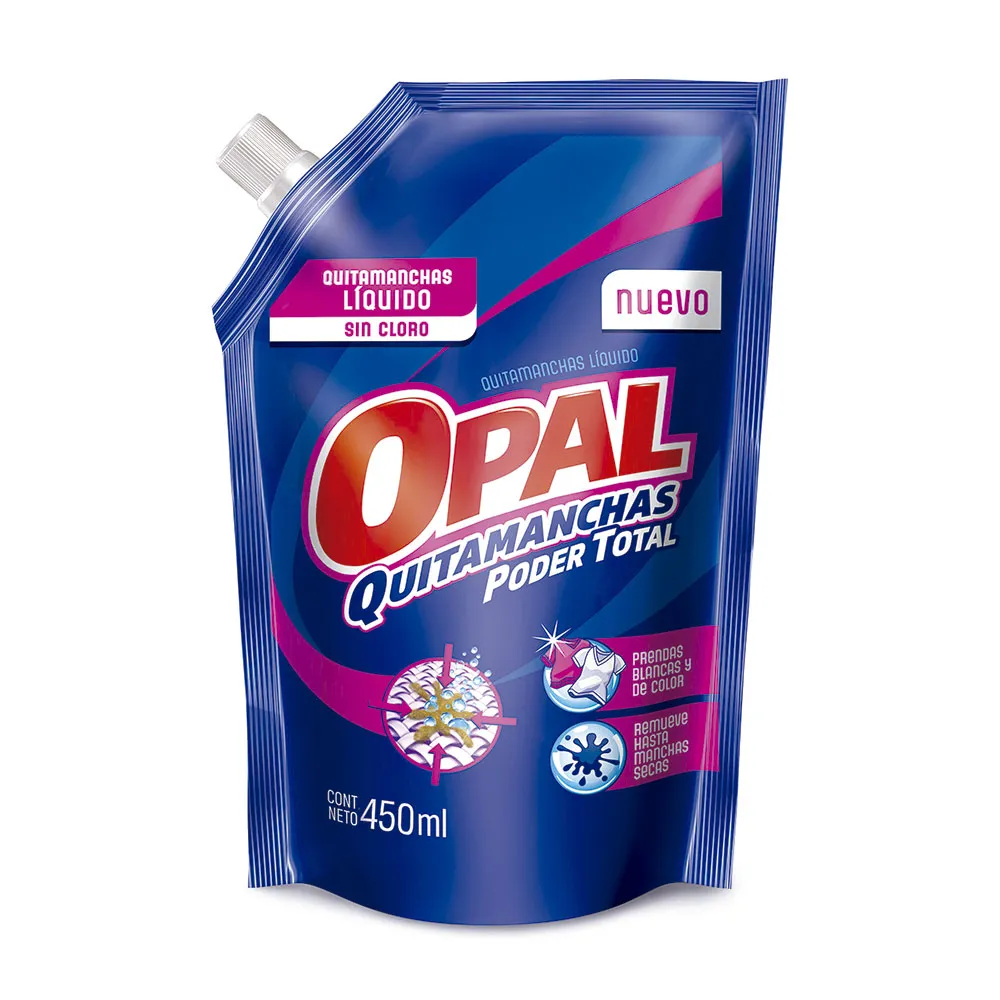 QUITAMANCHAS
LÍQUIDO
SIN CLORO
nuevo
QUITAMANCHAS LÍQUIDO
OPAL
QUITAMANCHAS
PODER TOTAL
PRENDAS
BLANCAS Y
DE COLOR
REMUEVE
HASTA
MANCHAS
SECAS
CONT
NETO 450ml